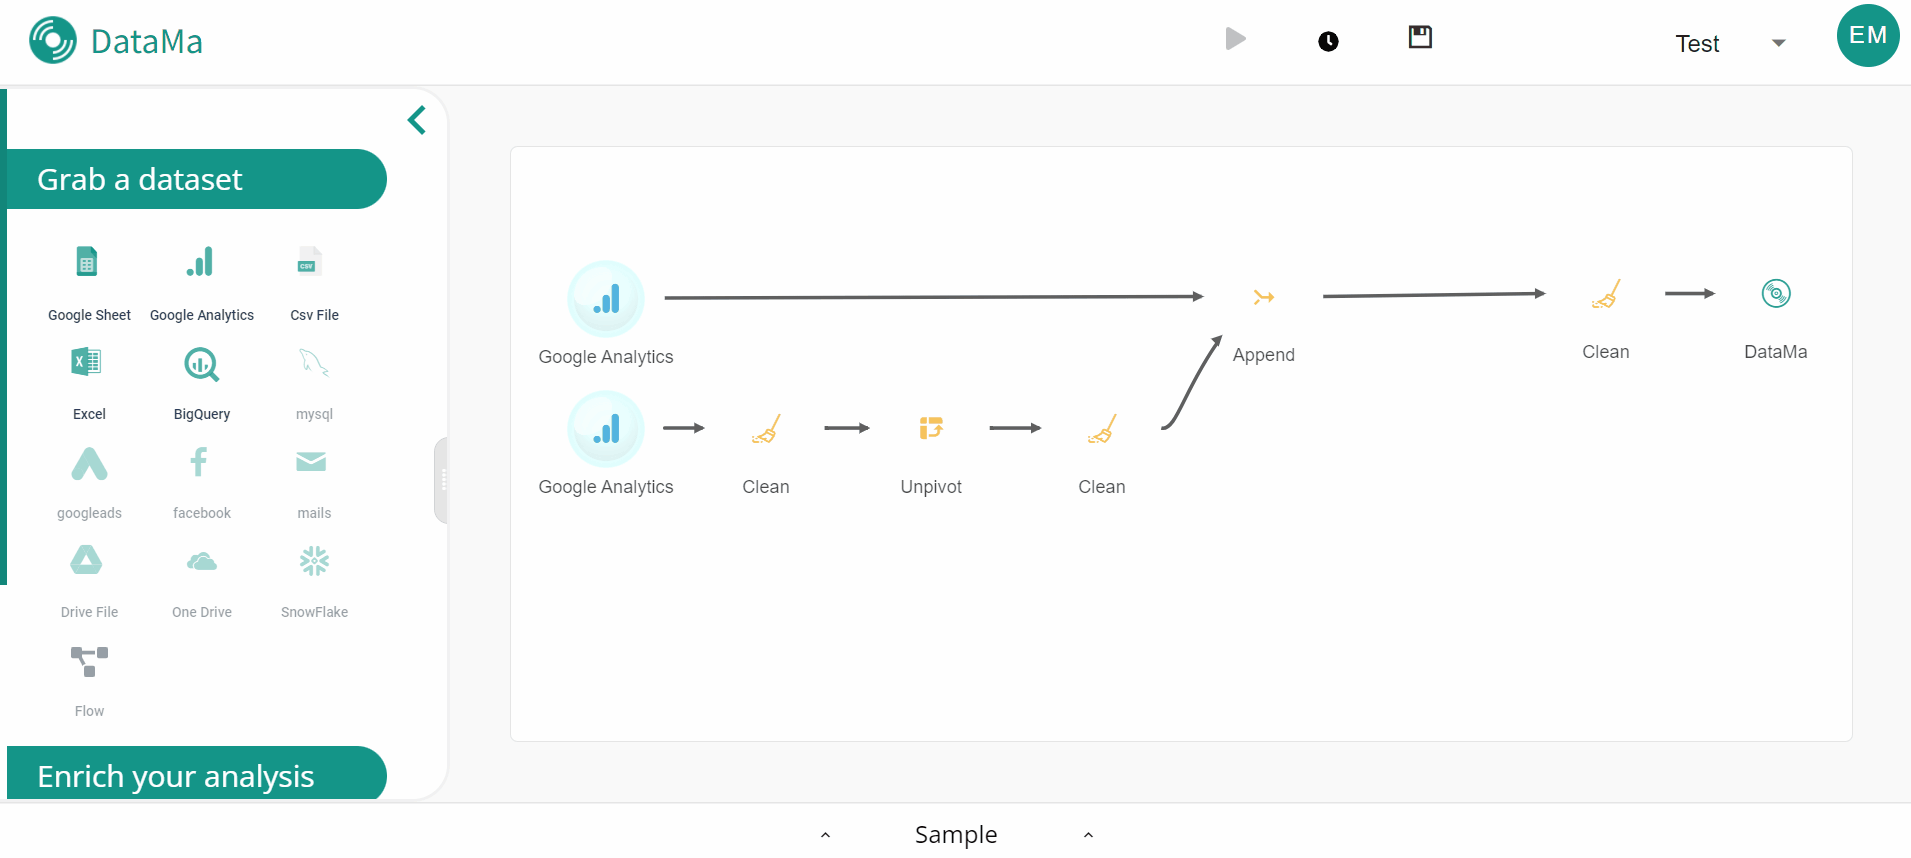 DataMa
Test
EM
Grab a dataset
Google Sheet
Google Analytics
CSV
Csv File
X
Excel
BigQuery
mysql
googleads
facebook
mails
Drive File
One Drive
SnowFlake
Flow
Enrich your analysis
Google Analytics
Append
Clean
DataMa
Google Analytics
Clean
Unpivot
Clean
Sample